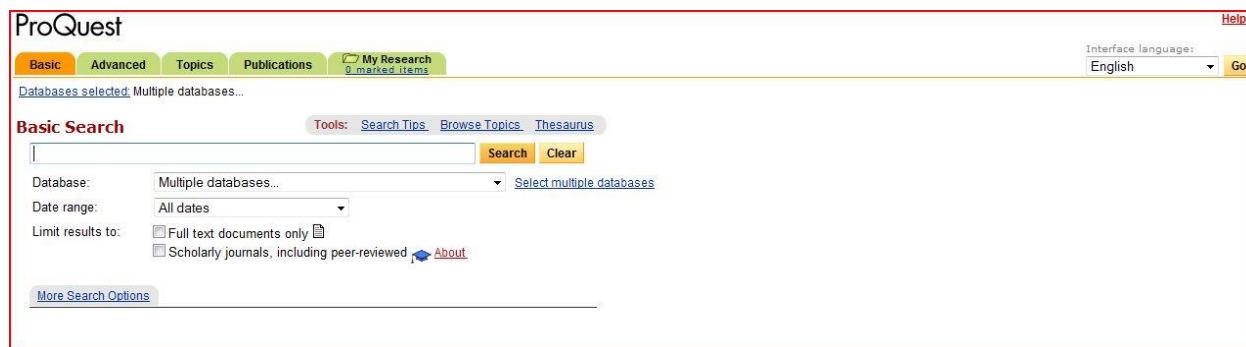 ProQuest
Help
Basic Advanced Topics Publications My Research
0 marked items
Interface language:
English Go
Databases selected: Multiple databases...
Basic Search Tools: Search Tips Browse Topics Thesaurus
Search Clear
Database: Multiple databases... Select multiple databases
Date range: All dates
Limit results to: Full text documents only
Scholarly journals, including peer-reviewed About
More Search Options